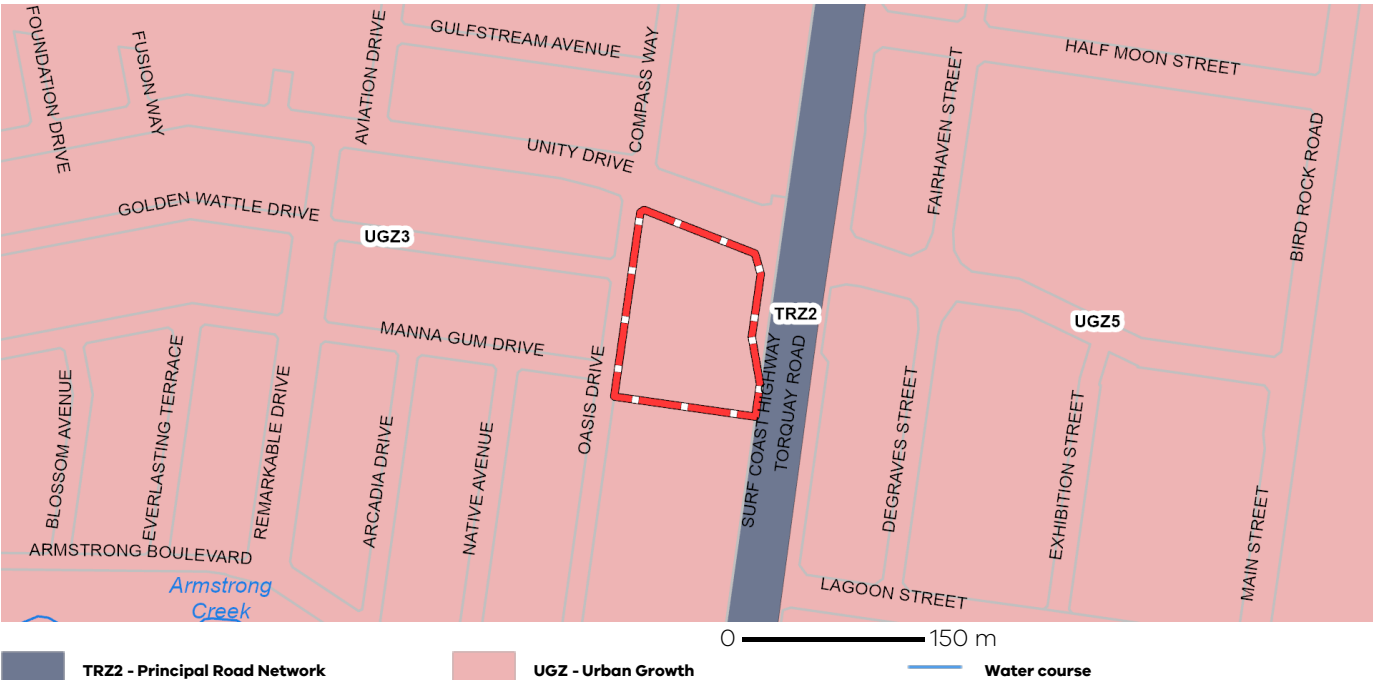 FOUNDATION DRIVE
FUSION WAY
AVIATION DRIVE
GULFSTREAM AVENUE
COMPASS WAY
HALF MOON STREET
FAIRHAVEN STREET
BIRD ROCK ROAD
UNITY DRIVE
GOLDEN WATTLE DRIVE
UGZ3
TRZ2
UGZ5
MANNA GUM DRIVE
OASIS DRIVE
SURF COAST HIGHWAY
TORQUAY ROAD
BLOSSOM AVENUE
EVERLASTING TERRACE
REMARKABLE DRIVE
ARCADIA DRIVE
NATIVE AVENUE
DEGRAVES STREET
EXHIBITION STREET
MAIN STREET
ARMSTRONG BOULEVARD
Armstrong
Creek
LAGOON STREET
0 150 m
TRZ2 - Principal Road Network
UGZ - Urban Growth
Water course